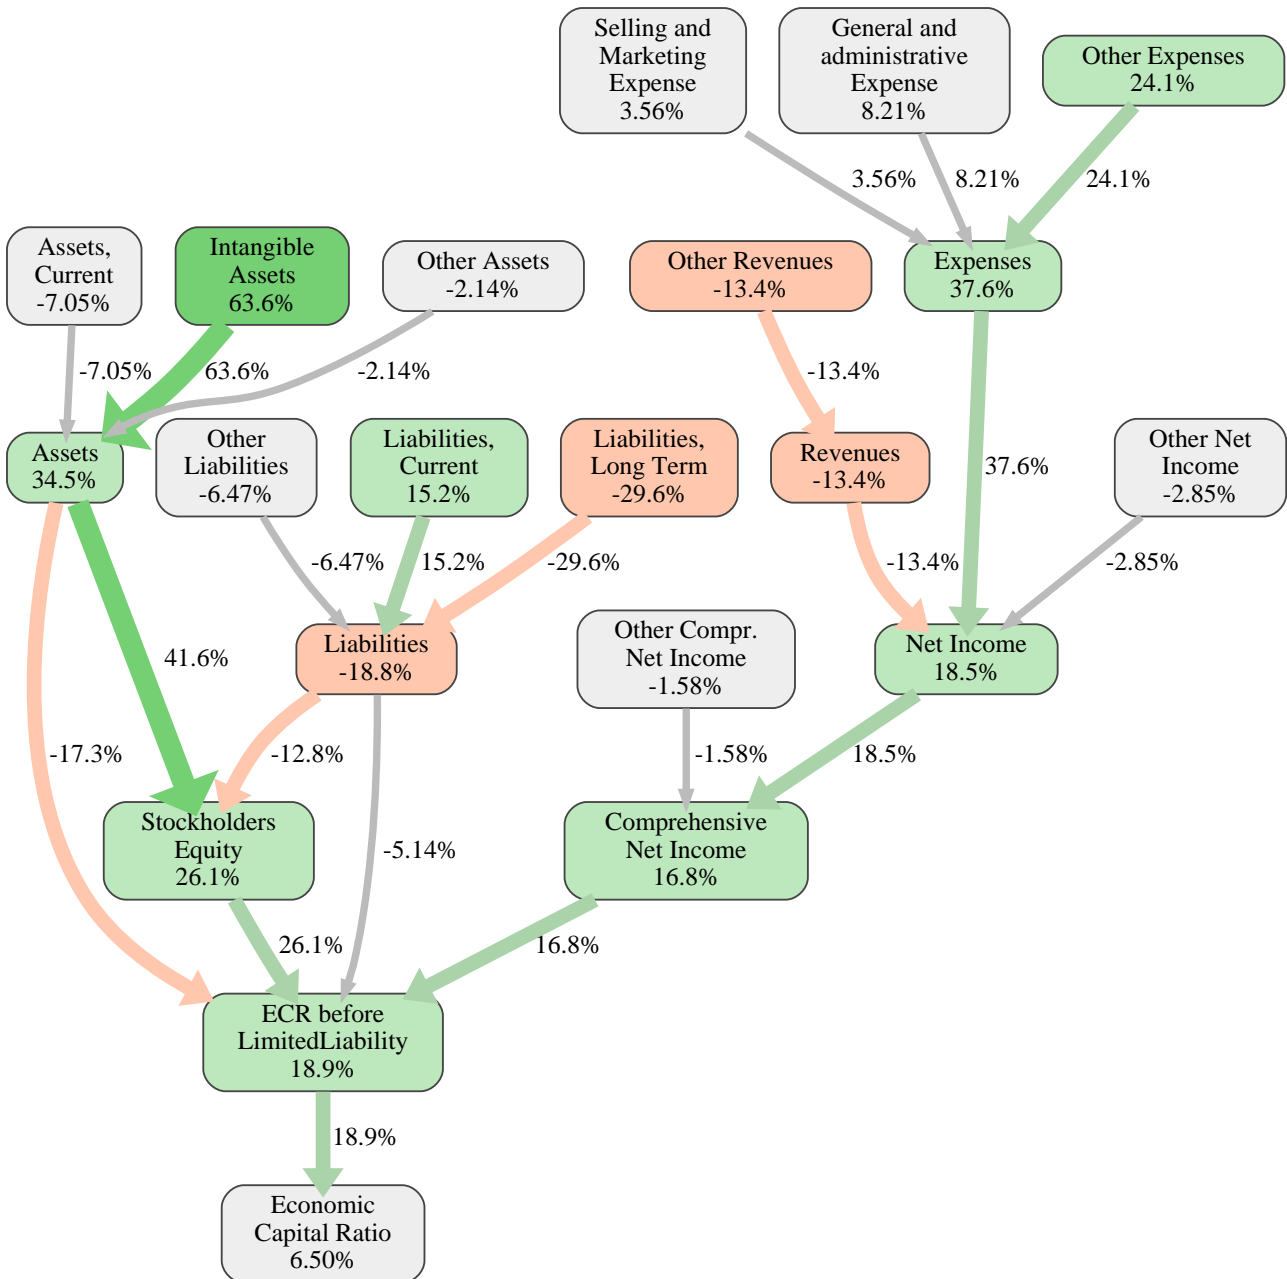 Selling and
Marketing
Expense
3.56%
General and
administrative
Expense
8.21%
Other Expenses
24.1%
3.56%
8.21%
24.1%
Assets,
Current
-7.05%
Intangible
Assets
63.6%
Other Assets
-2.14%
Other Revenues
-13.4%
Expenses
37.6%
-7.05%
63.6%
-2.14%
-13.4%
37.6%
Assets
34.5%
Other
Liabilities
-6.47%
Liabilities,
Current
15.2%
Liabilities,
Long Term
-29.6%
Revenues
-13.4%
Other Net
Income
-2.85%
-6.47%
15.2%
-29.6%
-13.4%
-2.85%
41.6%
Liabilities
-18.8%
Other Compr.
Net Income
-1.58%
Net Income
18.5%
-17.3%
-12.8%
-1.58%
18.5%
Stockholders
Equity
26.1%
-5.14%
Comprehensive
Net Income
16.8%
26.1%
16.8%
ECR before
LimitedLiability
18.9%
18.9%
Economic
Capital Ratio
6.50%